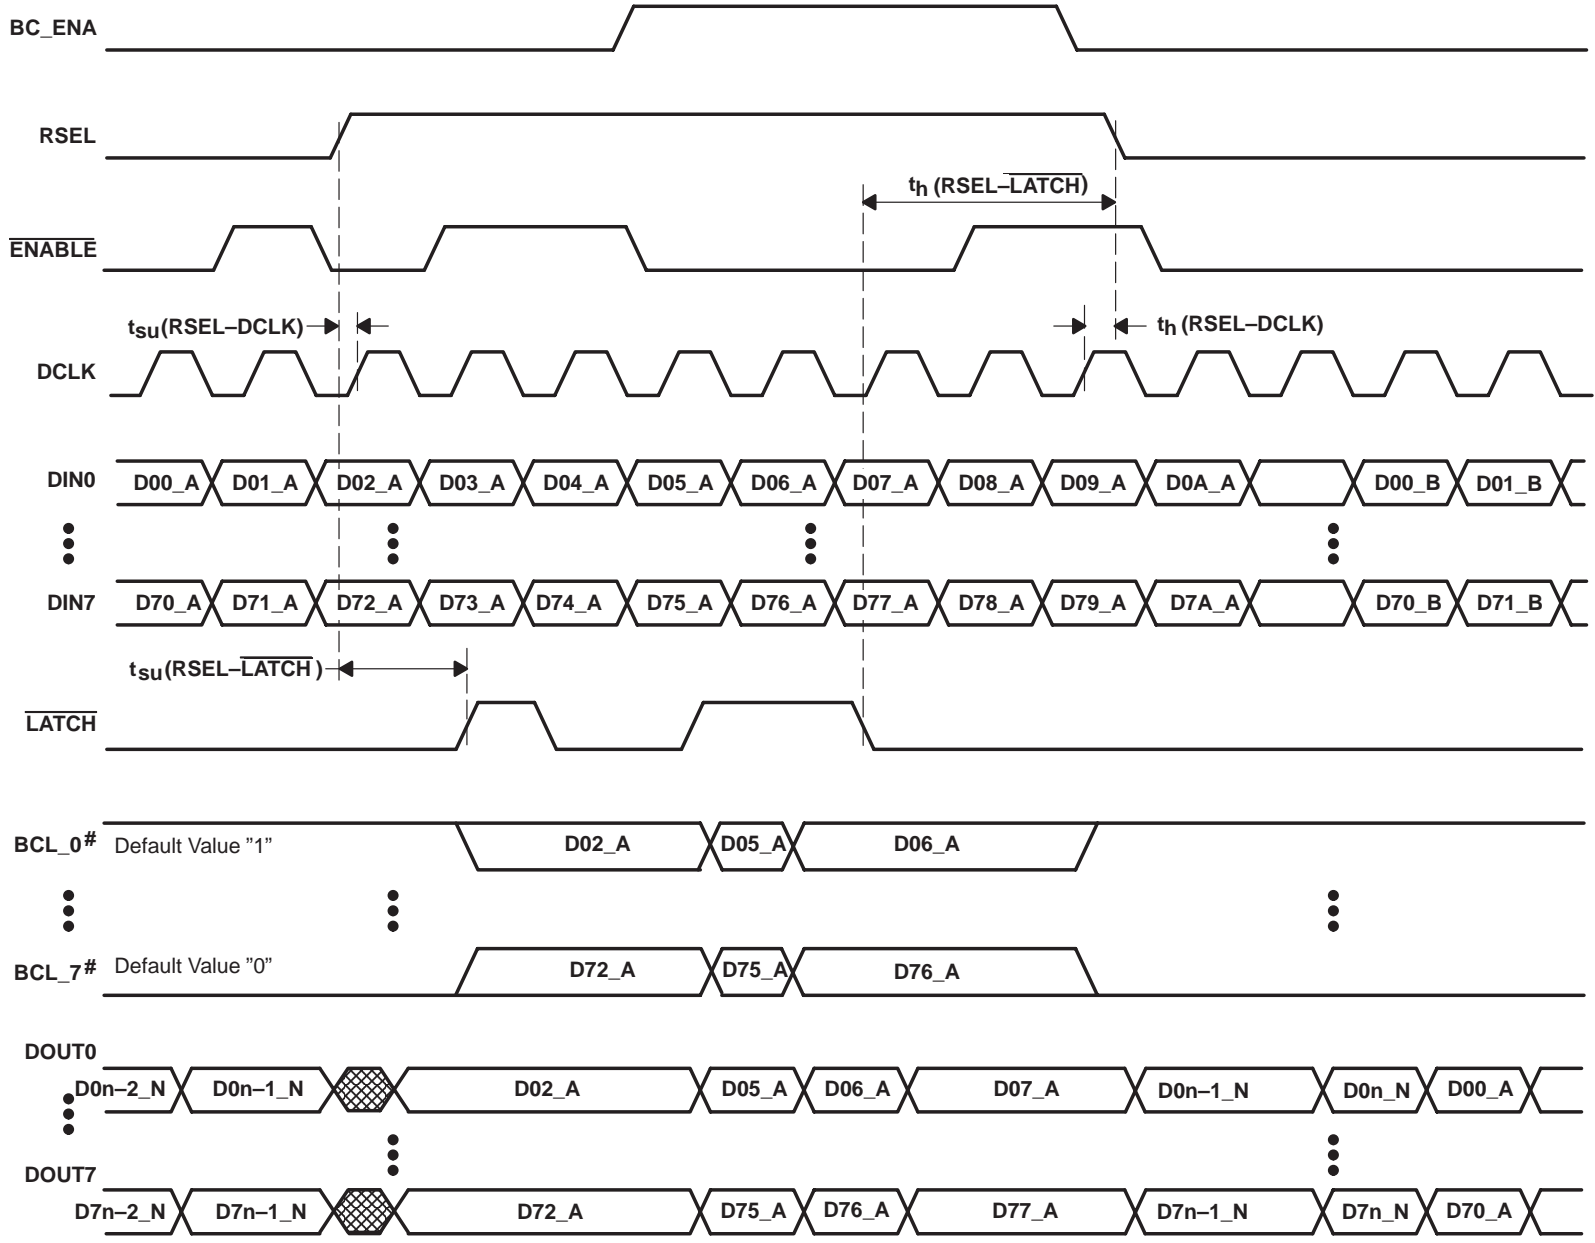 BC_ENA
RSEL
th (RSEL–LATCH)
ENABLE
tsu(RSEL–DCLK)
th (RSEL–DCLK)
DCLK
DIN0 D00_A D01_A D02_A D03_A D04_A D05_A D06_A D07_A D08_A D09_A D0A_A D00_B D01_B
DIN7 D70_A D71_A D72_A D73_A D74_A D75_A D76_A D77_A D78_A D79_A D7A_A D70_B D71_B
tsu(RSEL–LATCH )
LATCH
BCL_0# Default Value ”1” D02_A D05_A D06_A
BCL_7# Default Value ”0” D72_A D75_A D76_A
DOUT0
D0n–2_N D0n–1_N D02_A D05_A D06_A D07_A D0n–1_N D0n_N D00_A
DOUT7
D7n–2_N D7n–1_N D72_A D75_A D76_A D77_A D7n–1_N D7n_N D70_A